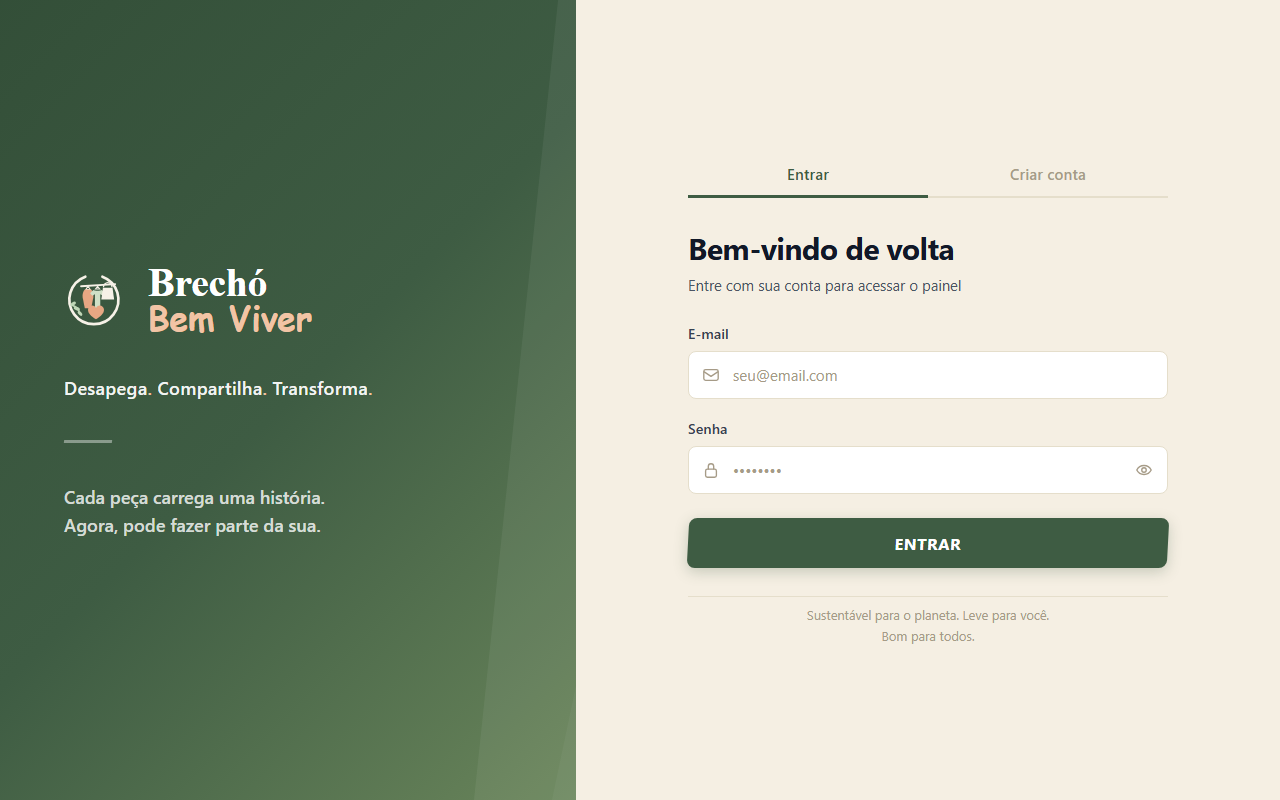 Brechó
Bem Viver
Desapega. Compartilha. Transforma.
Cada peça carrega uma história.
Agora, pode fazer parte da sua.
Entrar
Criar conta
Bem-vindo de volta
Entre com sua conta para acessar o painel
E-mail
seu@email.com
Senha
••••••••
ENTRAR
Sustentável para o planeta. Leve para você.
Bom para todos.